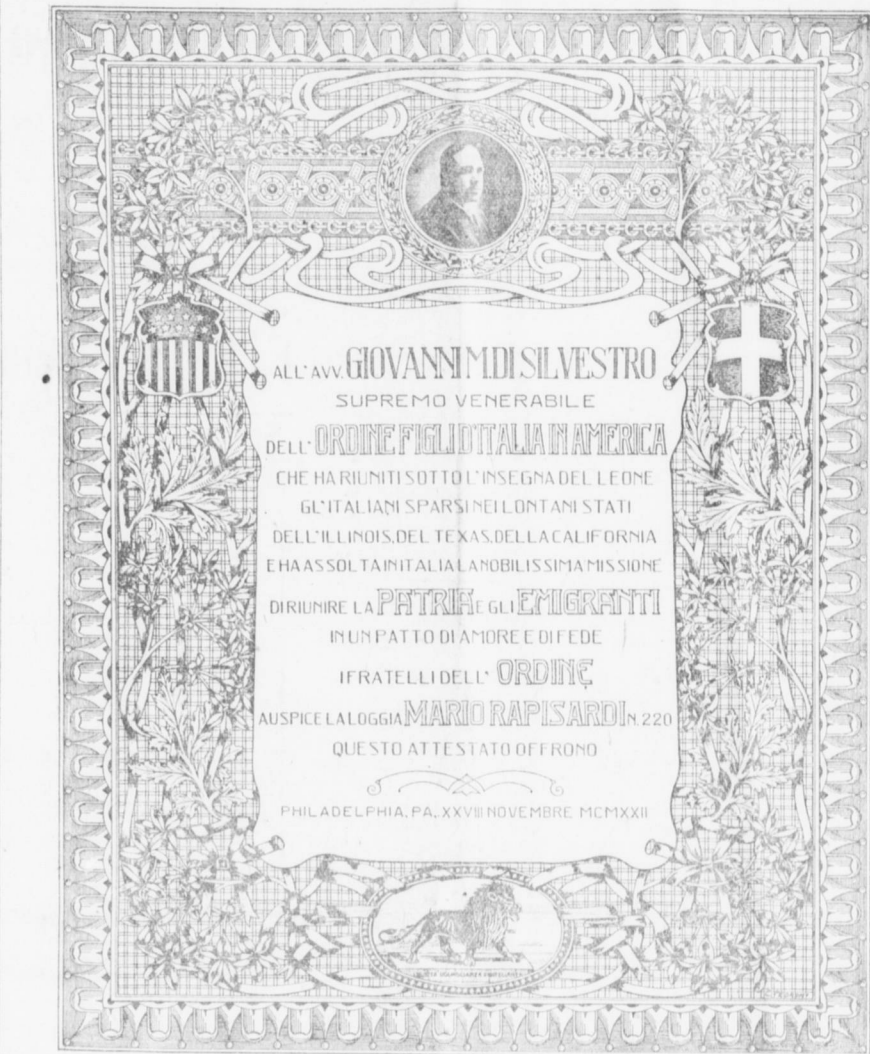 ALL' AVV. GIOVANNI M. DI SILVESTRO
SUPREMO VENERABILE
DELL' ORDINE FIGLI D'ITALIA IN AMERICA
CHE HA RIUNITI SOTTO L'INSEGNA DEL LEONE
GL'ITALIANI SPARSI NEI LONTANI STATI
DELL'ILLINOIS, DEL TEXAS, DELLA CALIFORNIA
E HA ASSOLTA IN ITALIA LA NOBILISSIMA MISSIONE
DI RIUNIRE LA PATRIA E GLI EMIGRANTI
IN UN PATTO DI AMORE E DI FEDE
I FRATELLI DELL' ORDINE
AUSPICE LA LOGGIA MARIO RAPISARDI N. 220
QUESTO ATTESTATO OFFRONO
PHILADELPHIA, PA. XXVIII NOVEMBRE MCMXXII